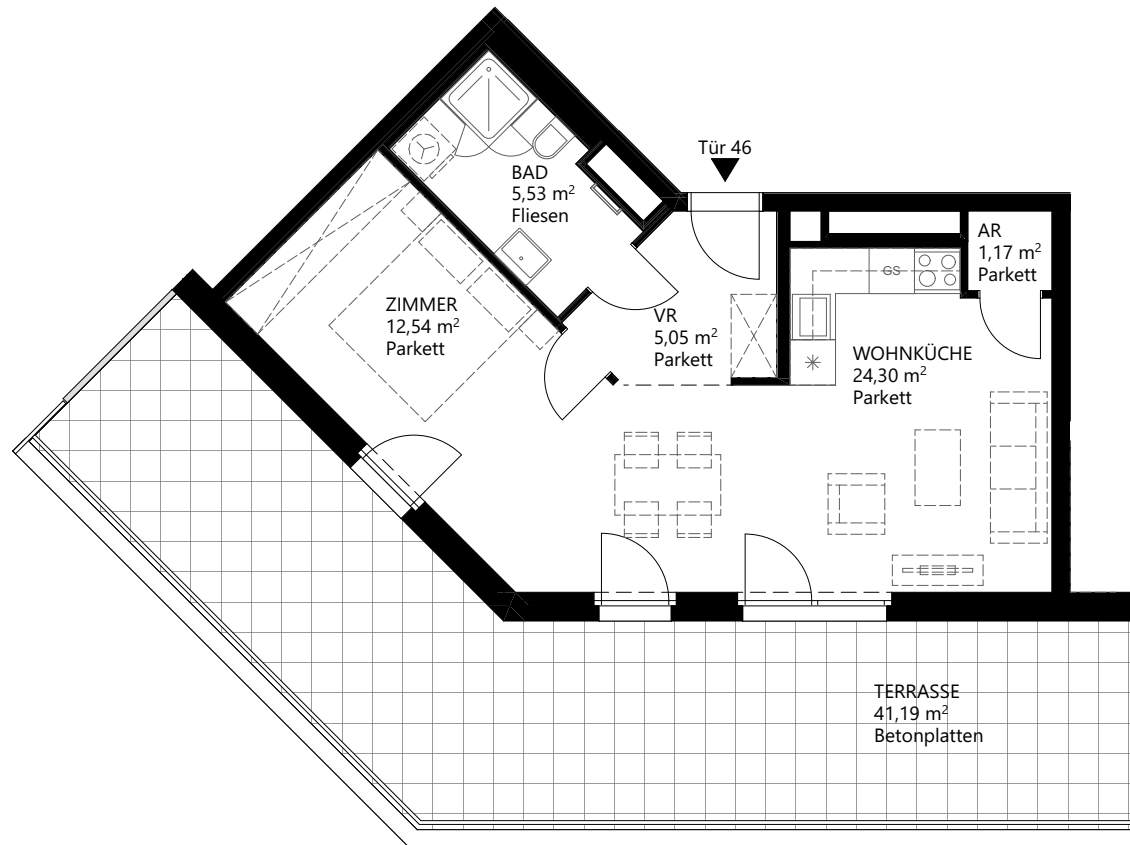 Tür 46
BAD
5,53 m²
Fliesen
AR
1,17 m²
Parkett
GS
ZIMMER
12,54 m²
Parkett
VR
5,05 m²
Parkett
WOHNKÜCHE
24,30 m²
Parkett
TERRASSE
41,19 m²
Betonplatten